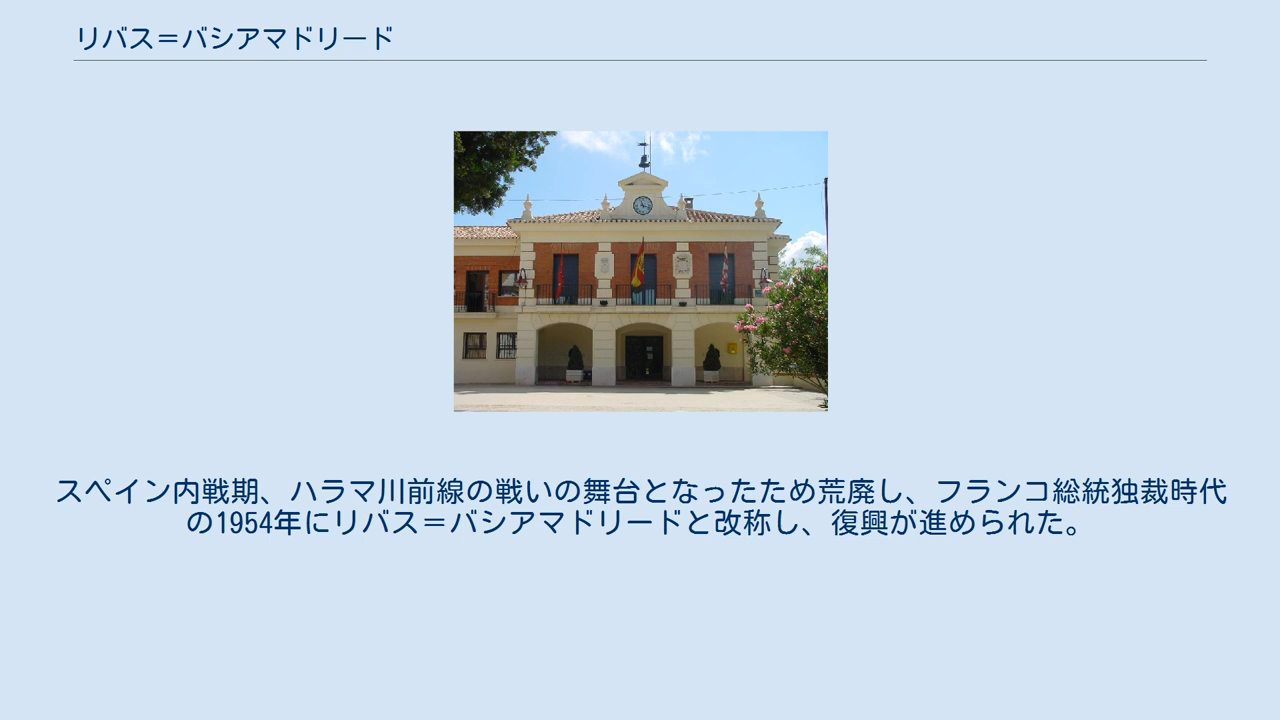 リバス＝バシアマドリード
スペイン内戦期、ハラマ川前線の戦いの舞台となったため荒廃し、フランコ総統独裁時代
の1954年にリバス＝バシアマドリードと改称し、復興が進められた。